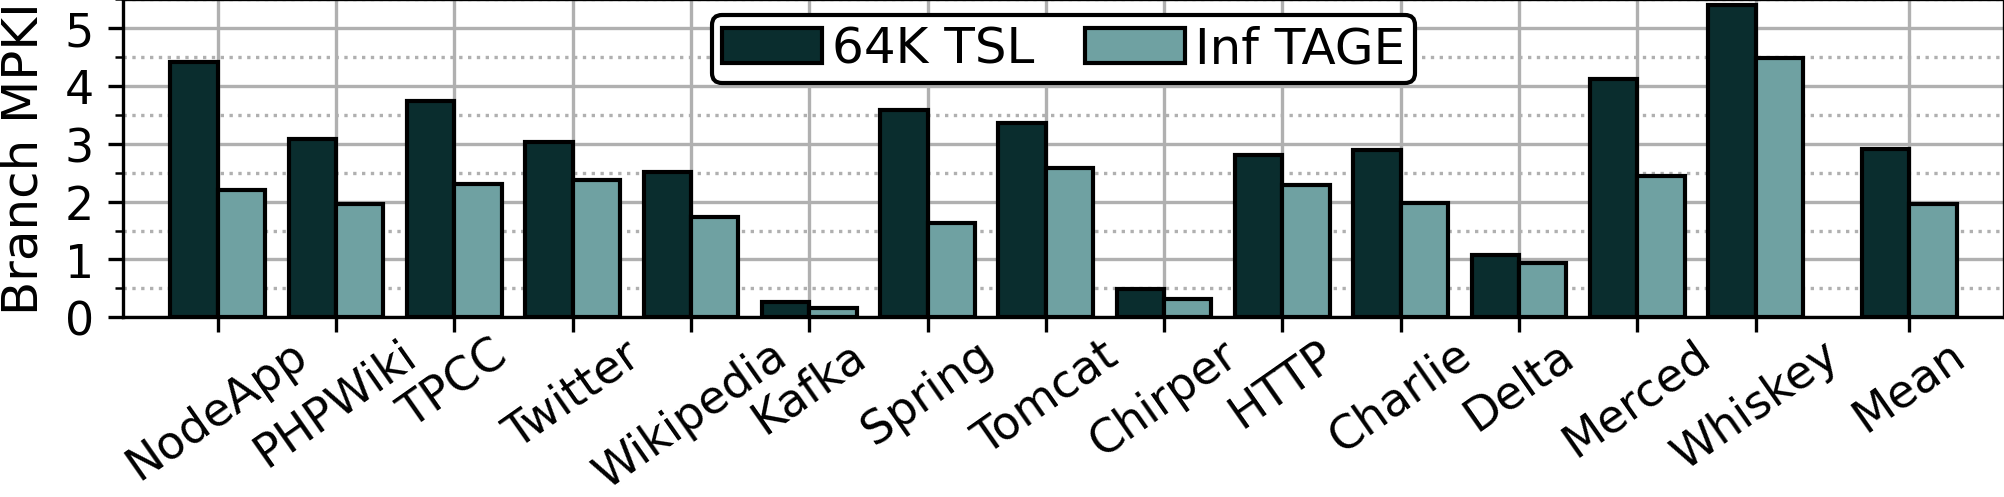 Branch MPKI
5
4
3
2
1
0
64K TSL
Inf TAGE
NodeApp
PHPWiki
TPCC
Twitter
Wikipedia
Kafka
Spring
Tomcat
Chirper
HTTP
Charlie
Delta
Merced
Whiskey
Mean